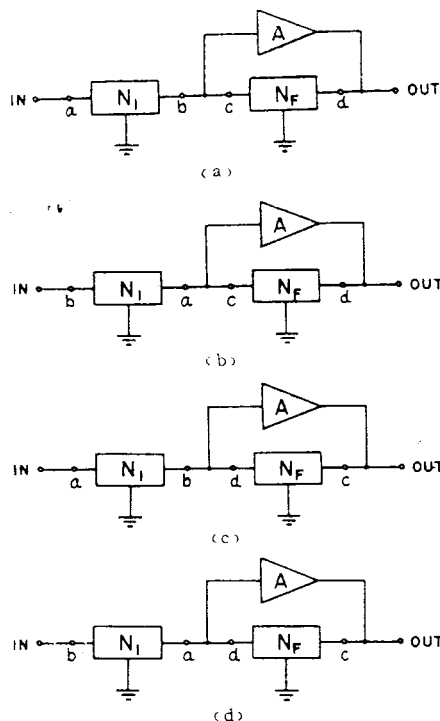 A
IN a N1 b c NF d OUT
(a)
A
IN b N1 a c NF d OUT
(b)
A
IN a N1 b d NF c OUT
(c)
A
IN b N1 a d NF c OUT
(d)